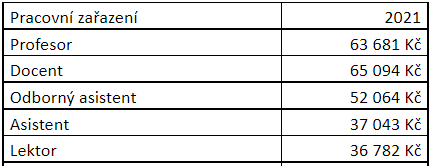 Pracovní zařazení 2021
Profesor 63 681 Kč
Docent 65 094 Kč
Odborný asistent 52 064 Kč
Asistent 37 043 Kč
Lektor 36 782 Kč